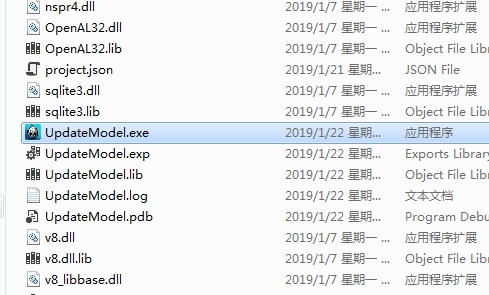 nspr4.dll 2019/1/7 星期一 ... 应用程序扩展
OpenAL32.dll 2019/1/7 星期一 ... 应用程序扩展
OpenAL32.lib 2019/1/7 星期一 ... Object File Libr
project.json 2019/1/21 星期... JSON File
sqlite3.dll 2019/1/7 星期一 ... 应用程序扩展
sqlite3.lib 2019/1/7 星期一 ... Object File Libr
UpdateModel.exe 2019/1/22 星期... 应用程序
UpdateModel.exp 2019/1/22 星期... Exports Library
UpdateModel.lib 2019/1/22 星期... Object File Libr
UpdateModel.log 2019/1/22 星期... 文本文档
UpdateModel.pdb 2019/1/22 星期... Program Debu
v8.dll 2019/1/7 星期一 ... 应用程序扩展
v8.dll.lib 2019/1/7 星期一 ... Object File Libr
v8_libbase.dll 2019/1/7 星期一 ... 应用程序扩展